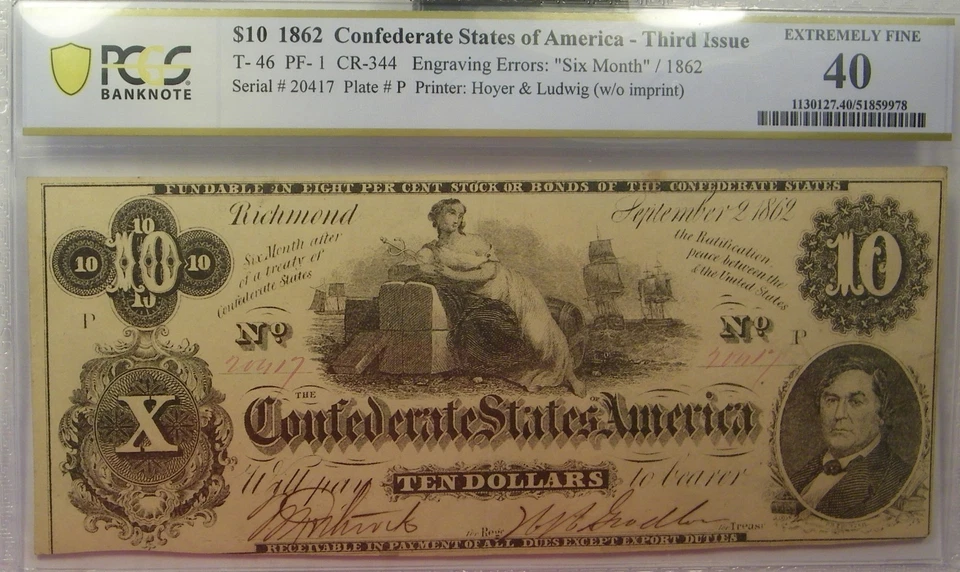 PCGS
BANKNOTE
$10 1862 Confederate States of America - Third Issue
T- 46 PF- 1 CR-344 Engraving Errors: "Six Month" / 1862
Serial # 20417 Plate # P Printer: Hoyer & Ludwig (w/o imprint)
EXTREMELY FINE
40
1130127.40/51859978
FUNDABLE IN EIGHT PER CENT STOCK OR BONDS OF THE CONFEDERATE STATES
10
10 10 10
10
Richmond
September 2 1862
Six Month after
of a treaty of
Confederate States
the Ratification
peace between the
& the United States
10
P
No
No
P
20417
20417
X
THE
OF
Confederate States America
Will pay TEN DOLLARS to bearer
for Regr
for Treasr
RECEIVABLE IN PAYMENT OF ALL DUES EXCEPT EXPORT DUTIES